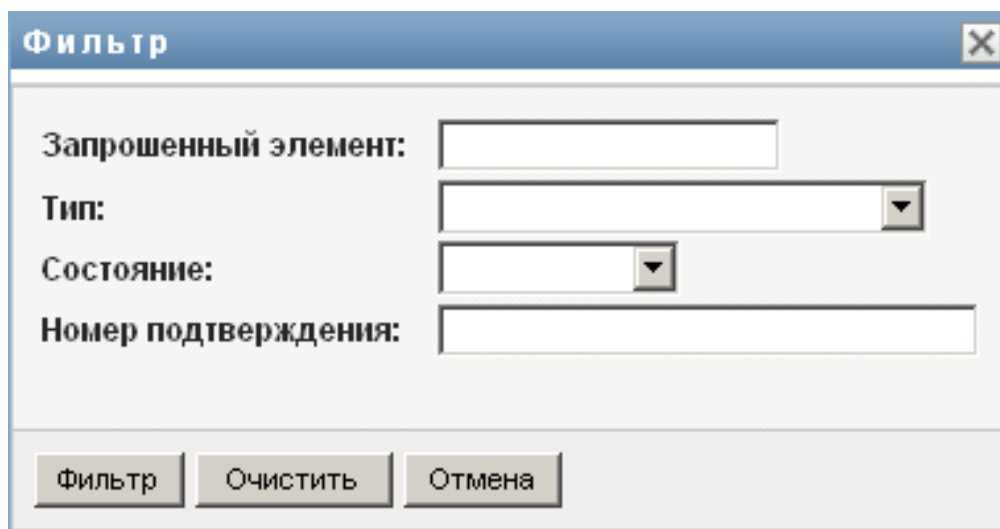 Фильтр
Запрошенный элемент:
Тип:
Состояние:
Номер подтверждения:
Фильтр Очистить Отмена